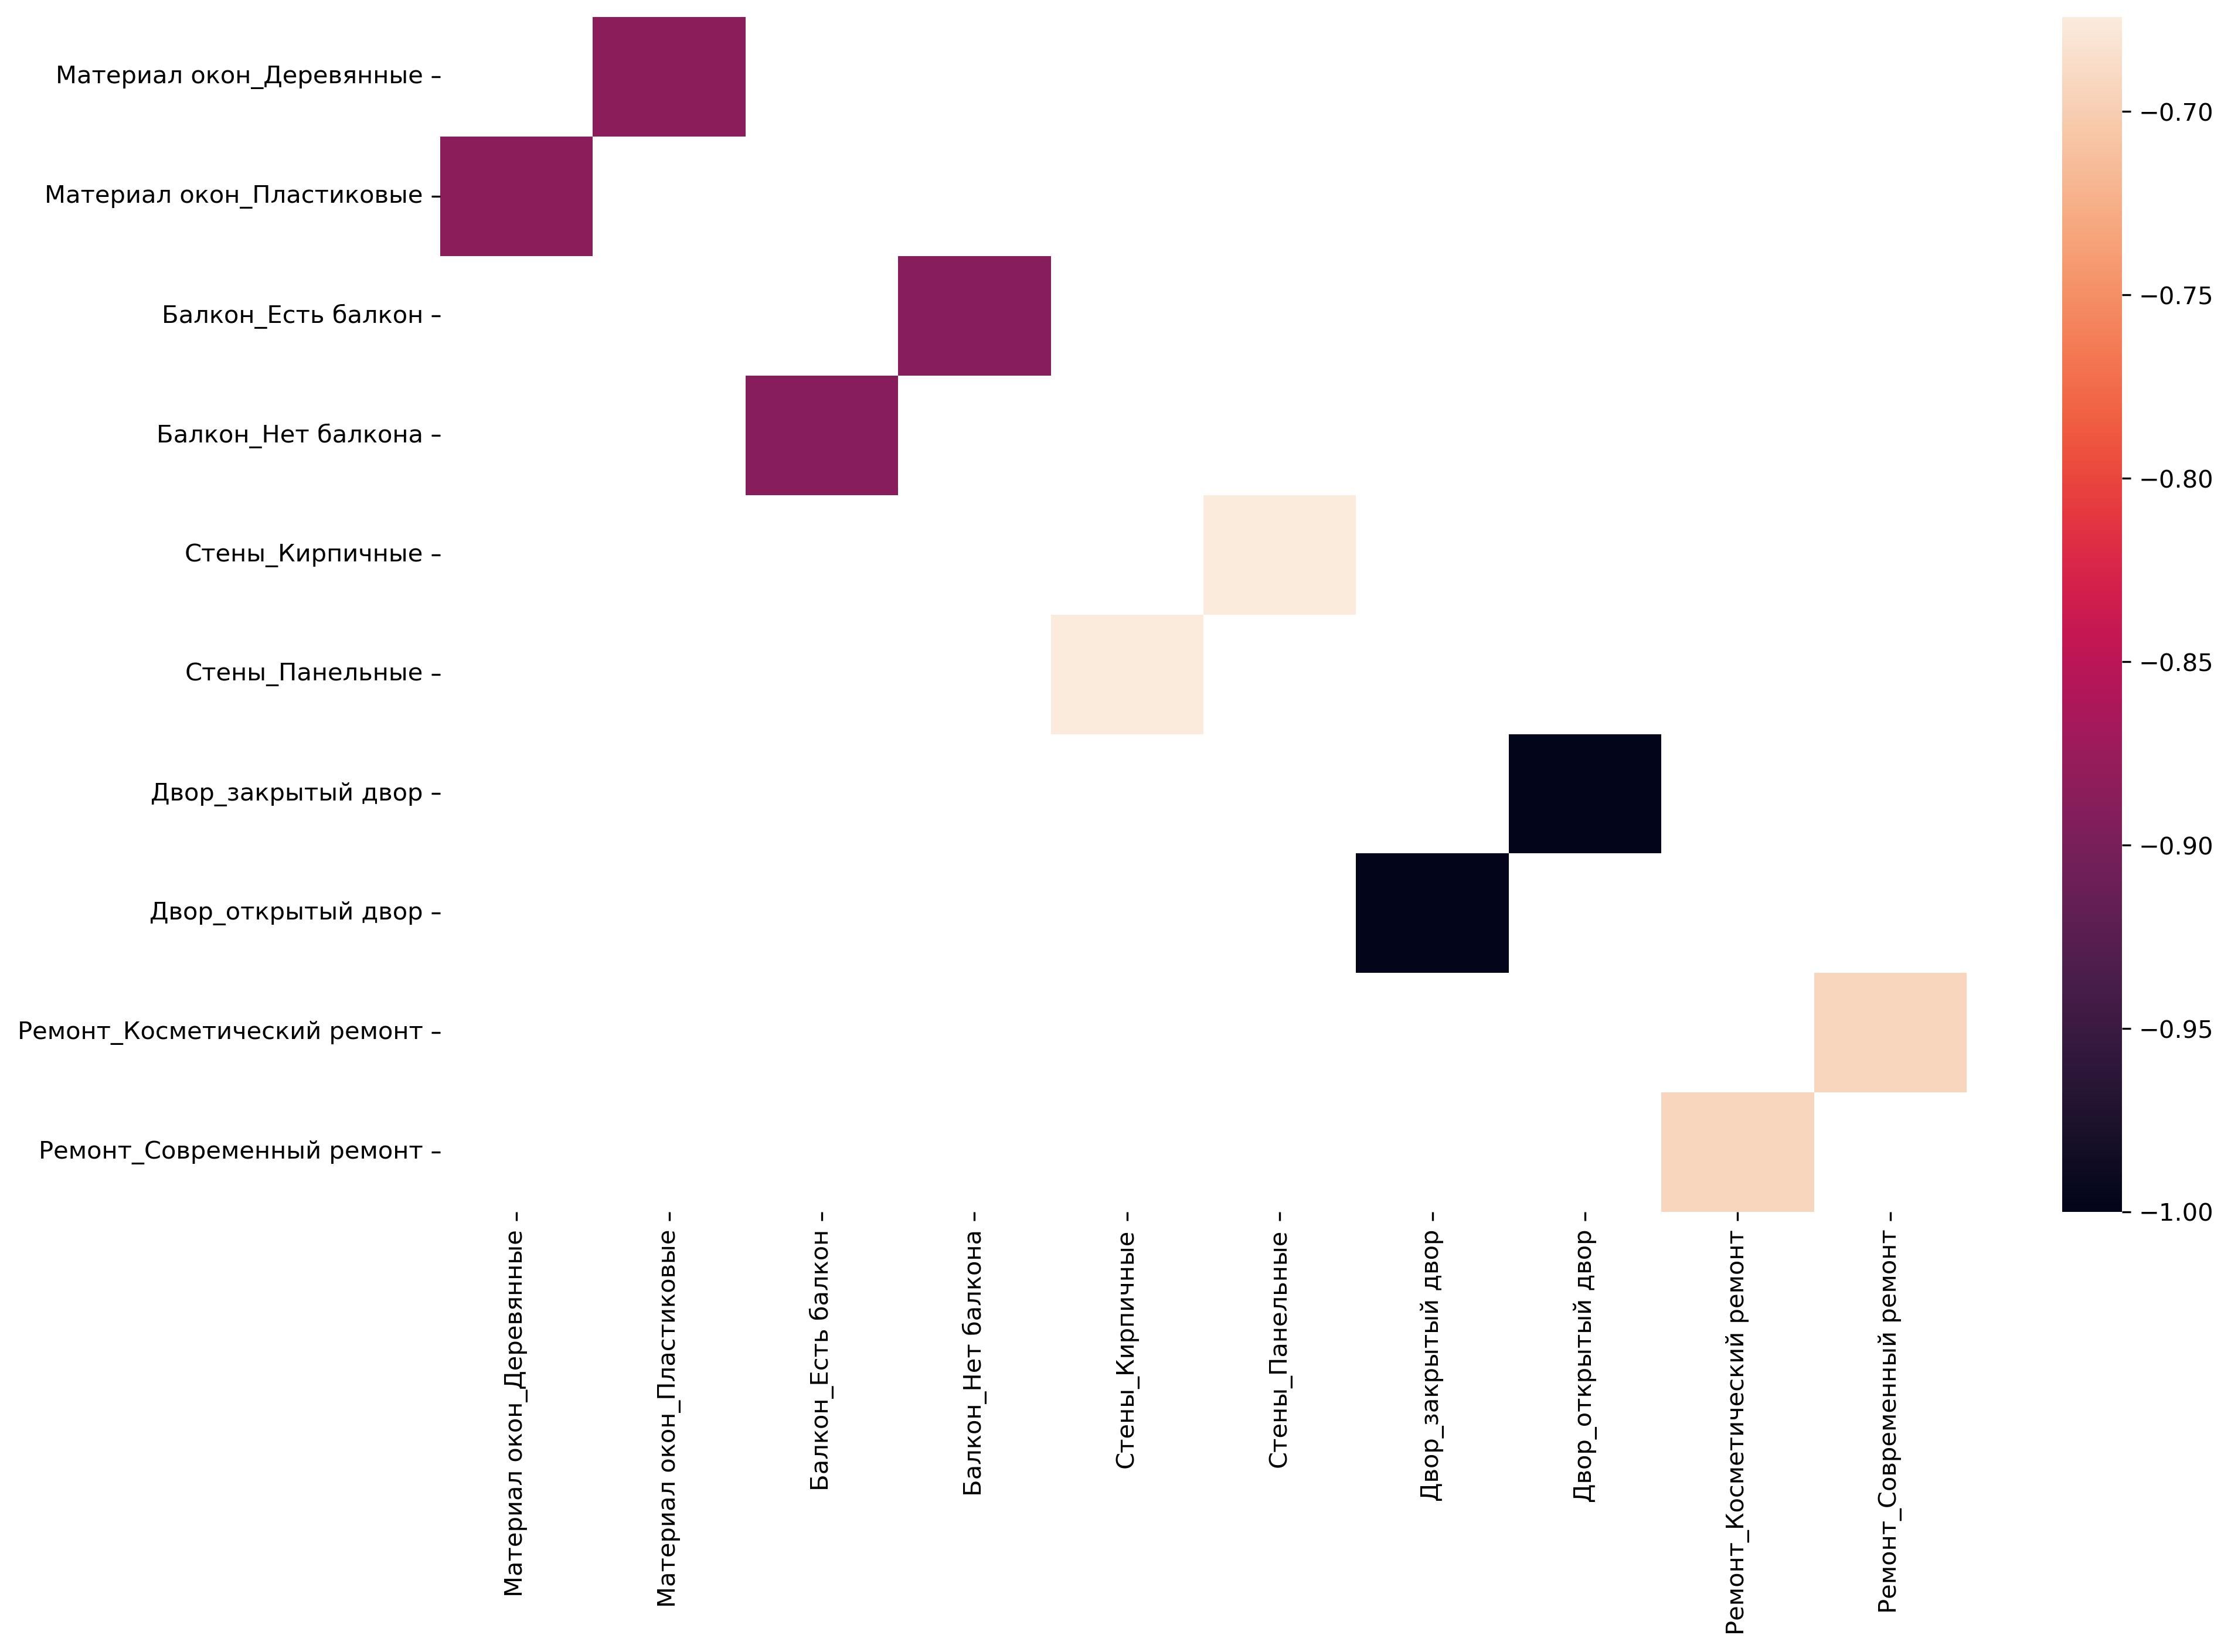 Материал окон_Деревянные
Материал окон_Пластиковые
Балкон_Есть балкон
Балкон_Нет балкона
Стены_Кирпичные
Стены_Панельные
Двор_закрытый двор
Двор_открытый двор
Ремонт_Косметический ремонт
Ремонт_Современный ремонт
Материал окон_Деревянные
Материал окон_Пластиковые
Балкон_Есть балкон
Балкон_Нет балкона
Стены_Кирпичные
Стены_Панельные
Двор_закрытый двор
Двор_открытый двор
Ремонт_Косметический ремонт
Ремонт_Современный ремонт
−0.70
−0.75
−0.80
−0.85
−0.90
−0.95
−1.00